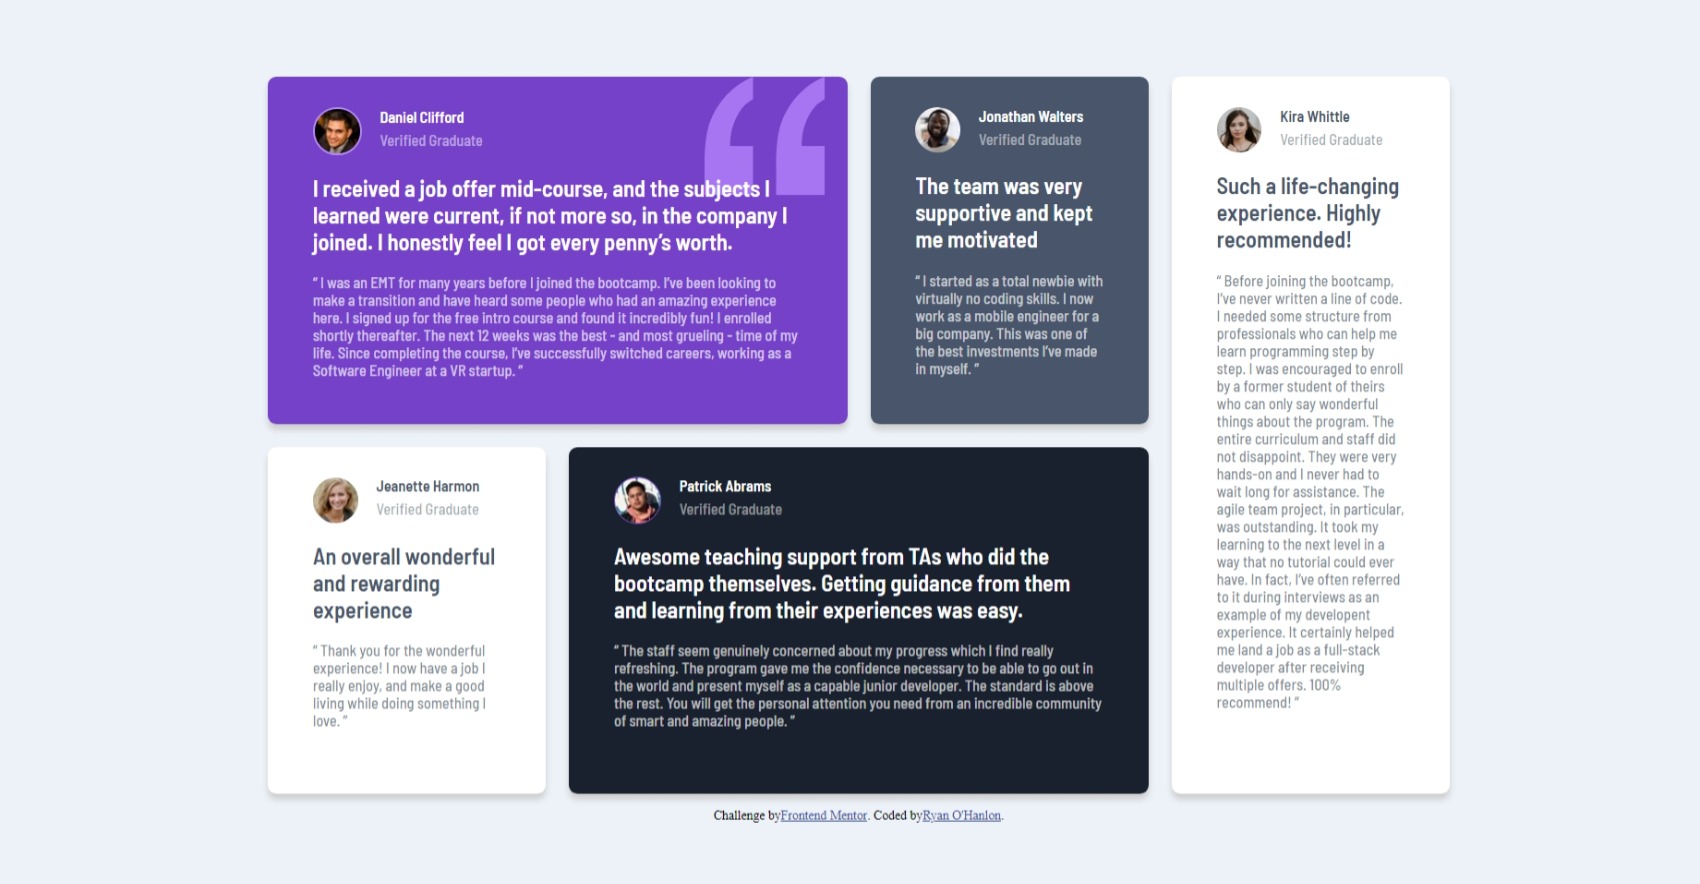 Daniel Clifford
Verified Graduate
I received a job offer mid-course, and the subjects I
learned were current, if not more so, in the company I
joined. I honestly feel I got every penny’s worth.
“ I was an EMT for many years before I joined the bootcamp. I’ve been looking to
make a transition and have heard some people who had an amazing experience
here. I signed up for the free intro course and found it incredibly fun! I enrolled
shortly thereafter. The next 12 weeks was the best - and most grueling - time of my
life. Since completing the course, I’ve successfully switched careers, working as a
Software Engineer at a VR startup. ”
Jonathan Walters
Verified Graduate
The team was very
supportive and kept
me motivated
“ I started as a total newbie with
virtually no coding skills. I now
work as a mobile engineer for a
big company. This was one of
the best investments I’ve made
in myself. ”
Kira Whittle
Verified Graduate
Such a life-changing
experience. Highly
recommended!
“ Before joining the bootcamp,
I’ve never written a line of code.
I needed some structure from
professionals who can help me
learn programming step by
step. I was encouraged to enroll
by a former student of theirs
who can only say wonderful
things about the program. The
entire curriculum and staff did
not disappoint. They were very
hands-on and I never had to
wait long for assistance. The
agile team project, in particular,
was outstanding. It took my
learning to the next level in a
way that no tutorial could ever
have. In fact, I’ve often referred
to it during interviews as an
example of my developent
experience. It certainly helped
me land a job as a full-stack
developer after receiving
multiple offers. 100%
recommend! “
Jeanette Harmon
Verified Graduate
An overall wonderful
and rewarding
experience
“ Thank you for the wonderful
experience! I now have a job I
really enjoy, and make a good
living while doing something I
love. ”
Patrick Abrams
Verified Graduate
Awesome teaching support from TAs who did the
bootcamp themselves. Getting guidance from them
and learning from their experiences was easy.
“ The staff seem genuinely concerned about my progress which I find really
refreshing. The program gave me the confidence necessary to be able to go out in
the world and present myself as a capable junior developer. The standard is above
the rest. You will get the personal attention you need from an incredible community
of smart and amazing people. ”
Challenge byFrontend Mentor. Coded byRyan O'Hanlon.